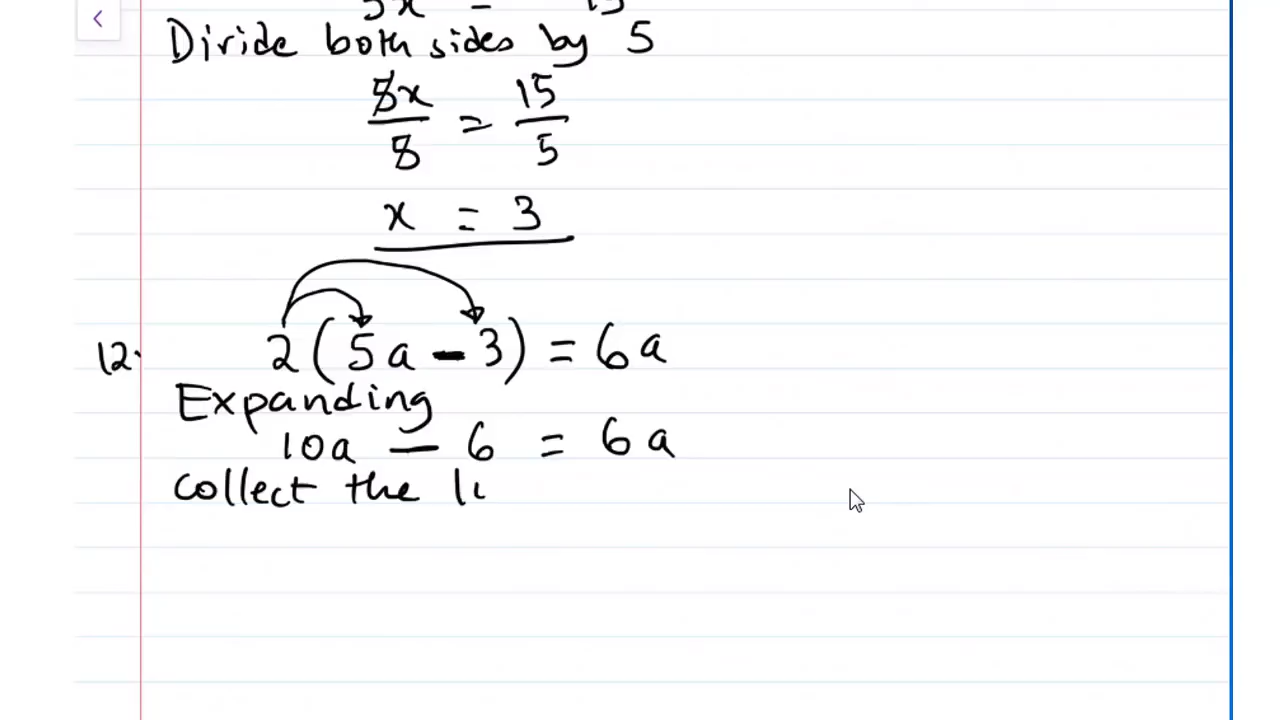 Divide both sides by 5
5x/5 = 15/5
x = 3
12. 2(5a - 3) = 6a
Expanding
10a - 6 = 6a
collect the li